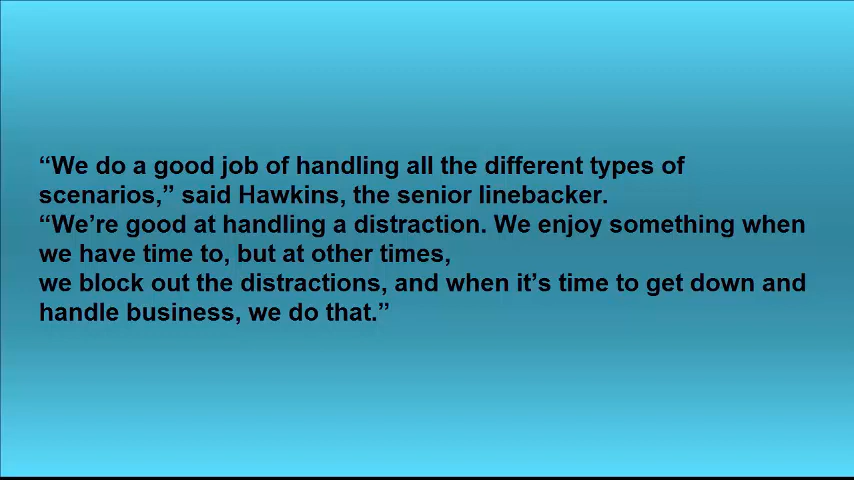 “We do a good job of handling all the different types of
scenarios,” said Hawkins, the senior linebacker.
“We’re good at handling a distraction. We enjoy something when
we have time to, but at other times,
we block out the distractions, and when it’s time to get down and
handle business, we do that.”